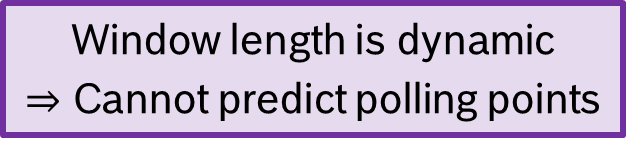 Window length is dynamic
⇒ Cannot predict polling points